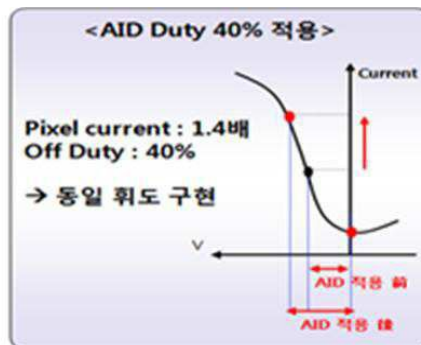 <AID Duty 40% 적용>
Current
Pixel current : 1.4배
Off Duty : 40%
→ 동일 휘도 구현
V
AID 적용 前
AID 적용 後